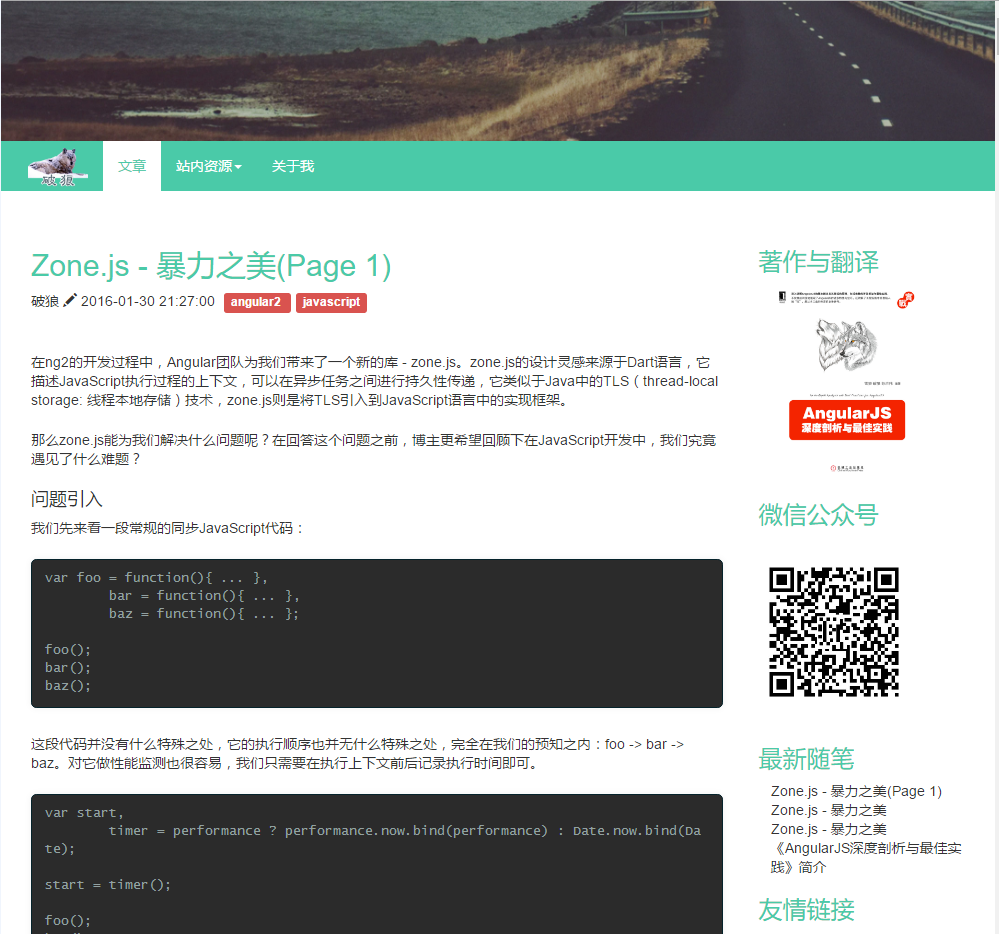 破狼
文章
站内资源
关于我
Zone.js - 暴力之美(Page 1)
破狼 2016-01-30 21:27:00 angular2 javascript
在ng2的开发过程中，Angular团队为我们带来了一个新的库 - zone.js。zone.js的设计灵感来源于Dart语言，它
描述JavaScript执行过程的上下文，可以在异步任务之间进行持久性传递，它类似于Java中的TLS（thread-local
storage: 线程本地存储）技术，zone.js则是将TLS引入到JavaScript语言中的实现框架。
那么zone.js能为我们解决什么问题呢？在回答这个问题之前，博主更希望回顾下在JavaScript开发中，我们究竟
遇见了什么难题？
问题引入
我们先来看一段常规的同步JavaScript代码：
var foo = function(){ ... },
bar = function(){ ... },
baz = function(){ ... };
foo();
bar();
baz();
这段代码并没有什么特殊之处，它的执行顺序也并无什么特殊之处，完全在我们的预知之内：foo -> bar ->
baz。对它做性能监测也很容易，我们只需要在执行上下文前后记录执行时间即可。
var start,
timer = performance ? performance.now.bind(performance) : Date.now.bind(Da
te);
start = timer();
foo();
著作与翻译
AngularJS
深度剖析与最佳实践
微信公众号
最新随笔
Zone.js - 暴力之美(Page 1)
Zone.js - 暴力之美
Zone.js - 暴力之美
《AngularJS深度剖析与最佳实
践》简介
友情链接